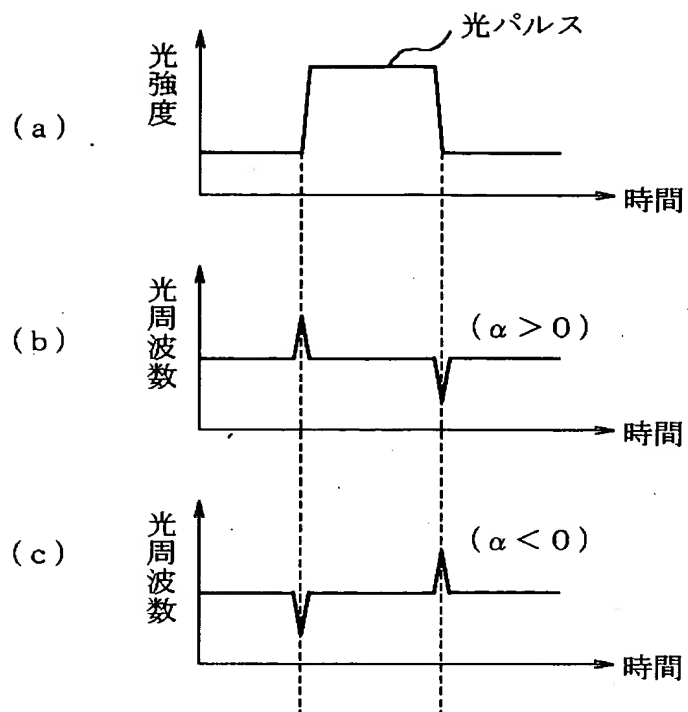 光パルス
(a)
光強度
時間
(b)
光周波数
(α>0)
時間
(c)
光周波数
(α<0)
時間